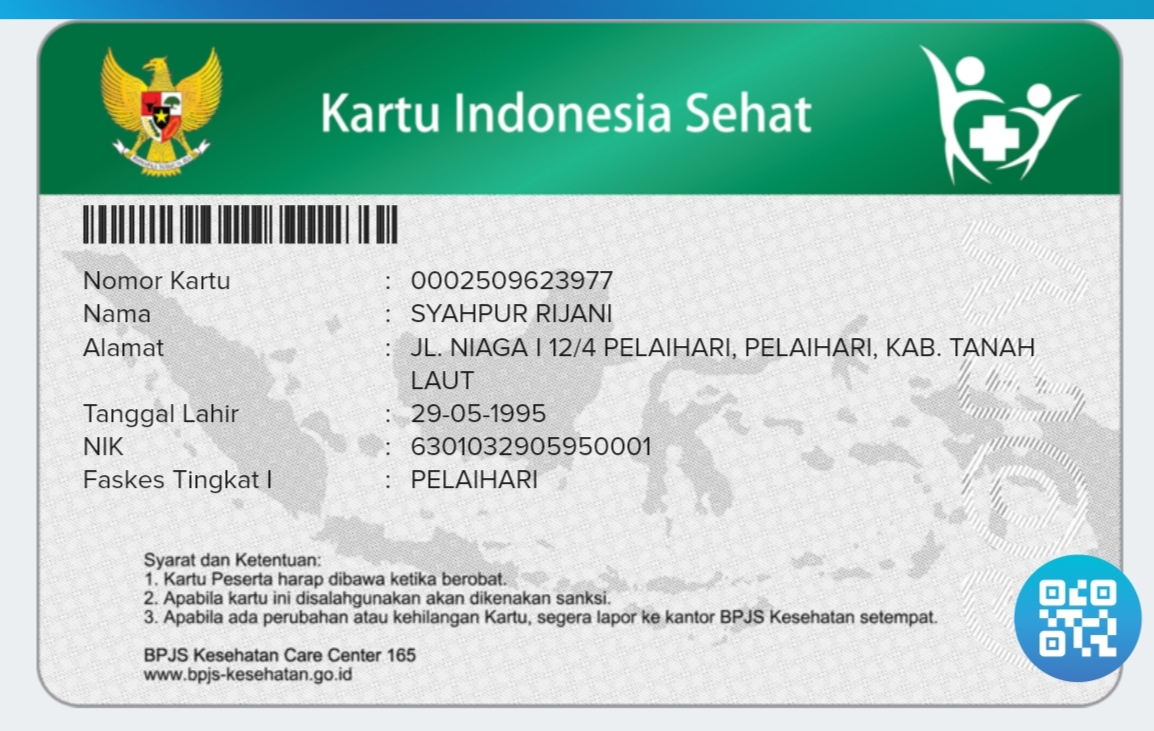 Kartu Indonesia Sehat
Nomor Kartu : 0002509623977
Nama : SYAHPUR RIJANI
Alamat : JL. NIAGA I 12/4 PELAIHARI, PELAIHARI, KAB. TANAH
LAUT
Tanggal Lahir : 29-05-1995
NIK : 6301032905950001
Faskes Tingkat I : PELAIHARI
Syarat dan Ketentuan:
1. Kartu Peserta harap dibawa ketika berobat.
2. Apabila kartu ini disalahgunakan akan dikenakan sanksi.
3. Apabila ada perubahan atau kehilangan Kartu, segera lapor ke kantor BPJS Kesehatan setempat.
BPJS Kesehatan Care Center 165
www.bpjs-kesehatan.go.id